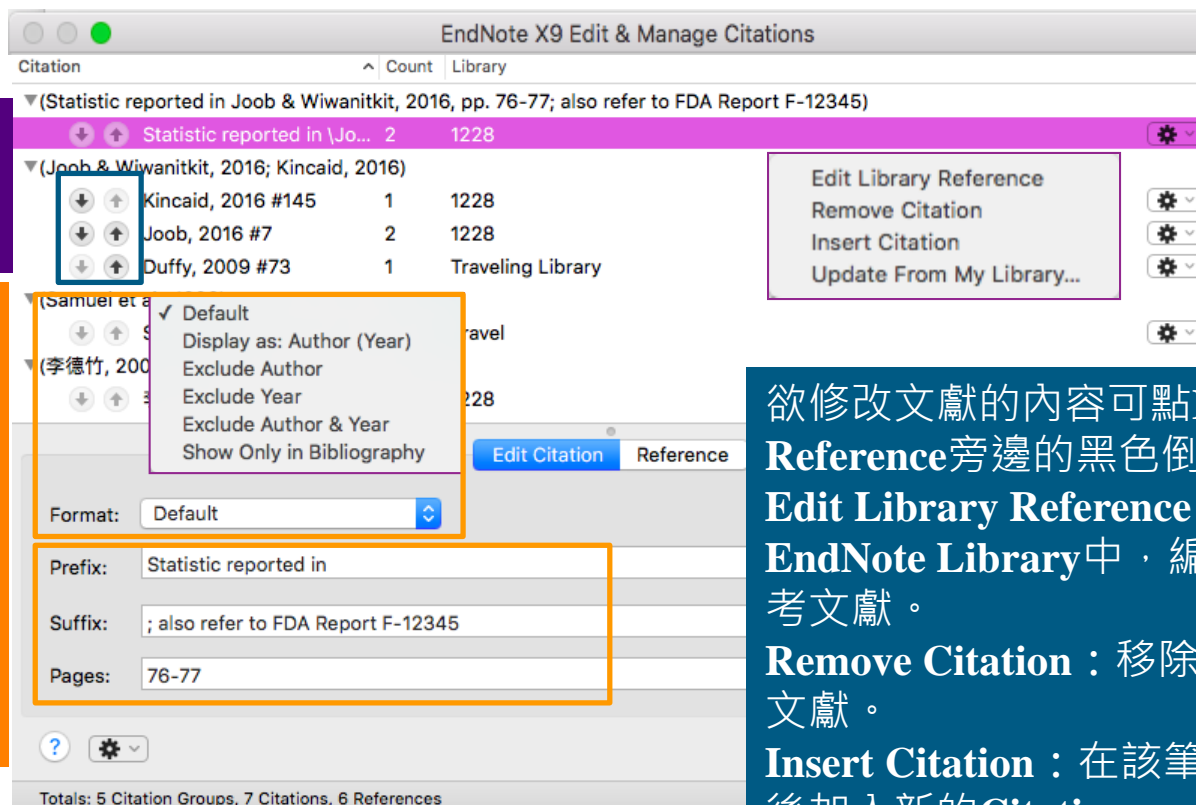 EndNote X9 Edit & Manage Citations
Citation Count Library
(Statistic reported in Joob & Wiwanitkit, 2016, pp. 76-77; also refer to FDA Report F-12345)
Statistic reported in \Jo... 2 1228
(Joob & Wiwanitkit, 2016; Kincaid, 2016)
Kincaid, 2016 #145 1 1228
Joob, 2016 #7 2 1228
Duffy, 2009 #73 1 Traveling Library
Edit Library Reference
Remove Citation
Insert Citation
Update From My Library...
(Samuel et
(李德竹, 200
228
✓ Default
Display as: Author (Year)
Exclude Author
Exclude Year
Exclude Author & Year
Show Only in Bibliography
Edit Citation Reference
Format: Default
Prefix: Statistic reported in
Suffix: ; also refer to FDA Report F-12345
Pages: 76-77
?
Totals: 5 Citation Groups, 7 Citations, 6 References
欲修改文獻的內容可點
Reference旁邊的黑色倒
Edit Library Reference
EndNote Library中，編
考文獻。
Remove Citation：移除
文獻。
Insert Citation：在該筆